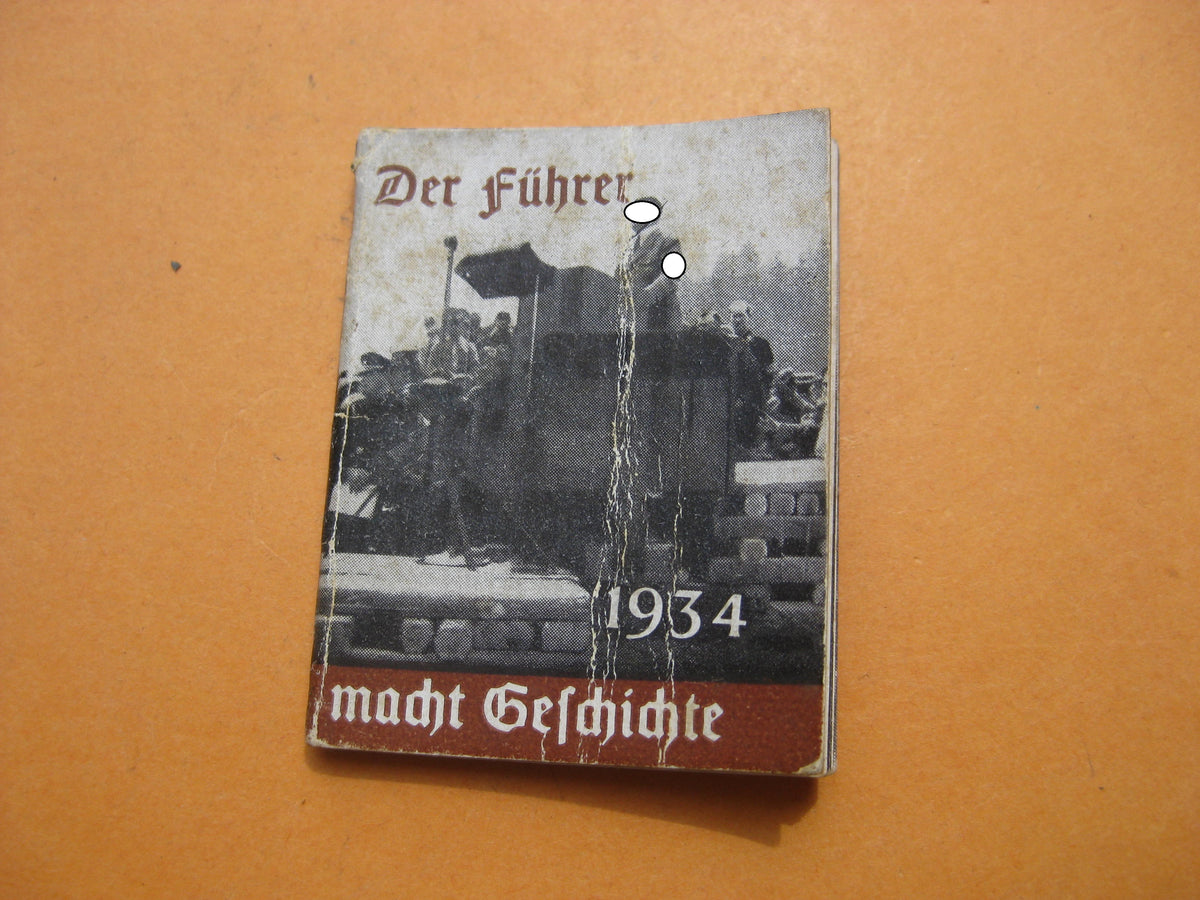 Der Führer
1934
macht Geschichte